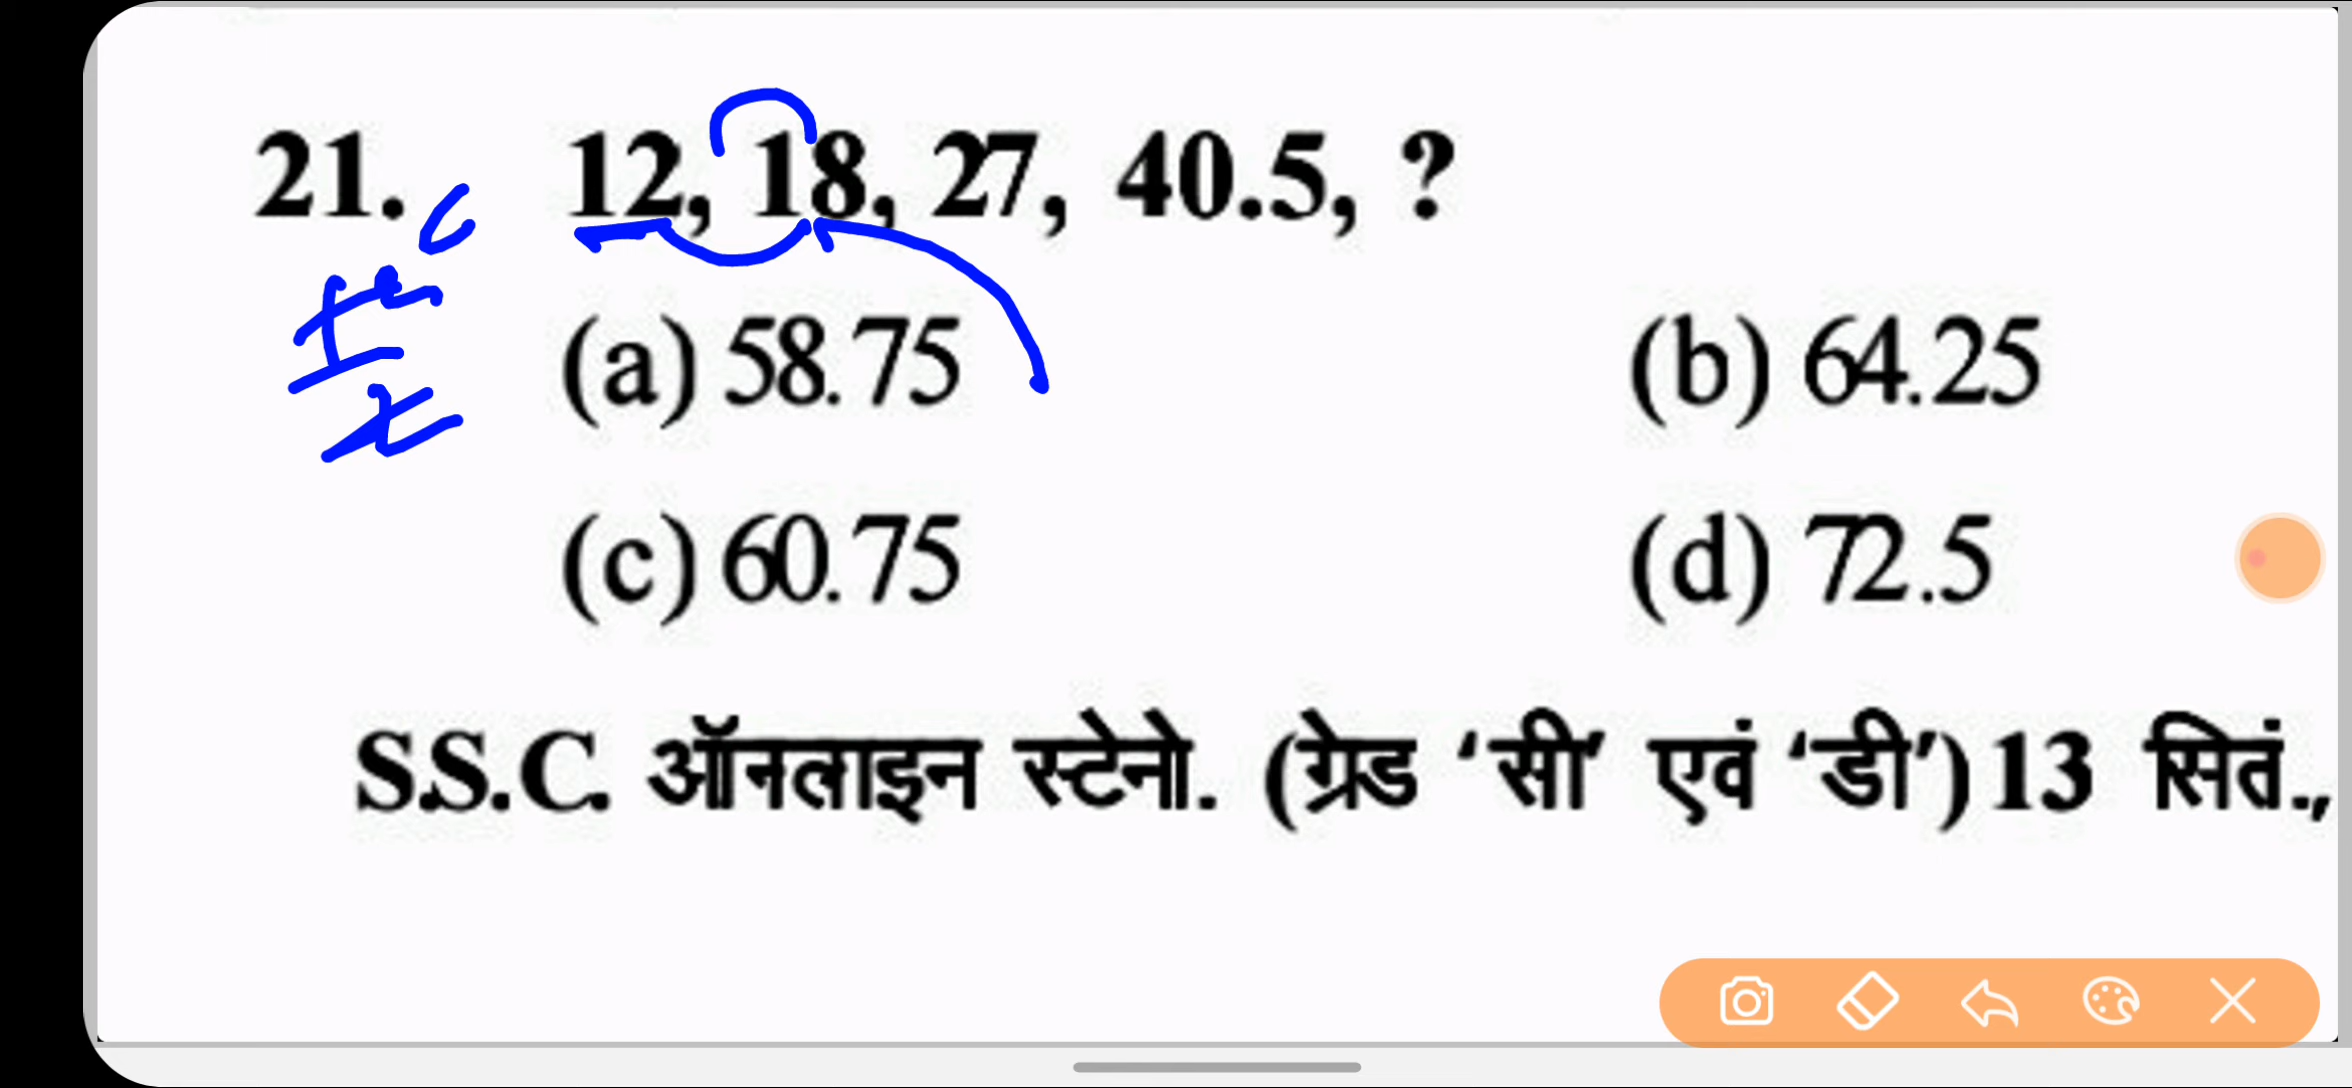 21. 12, 18, 27, 40.5, ?
(a) 58.75 (b) 64.25
(c) 60.75 (d) 72.5
S.S.C. ऑनलाइन स्टेनो. (ग्रेड ‘सी’ एवं ‘डी’) 13 सितं.,